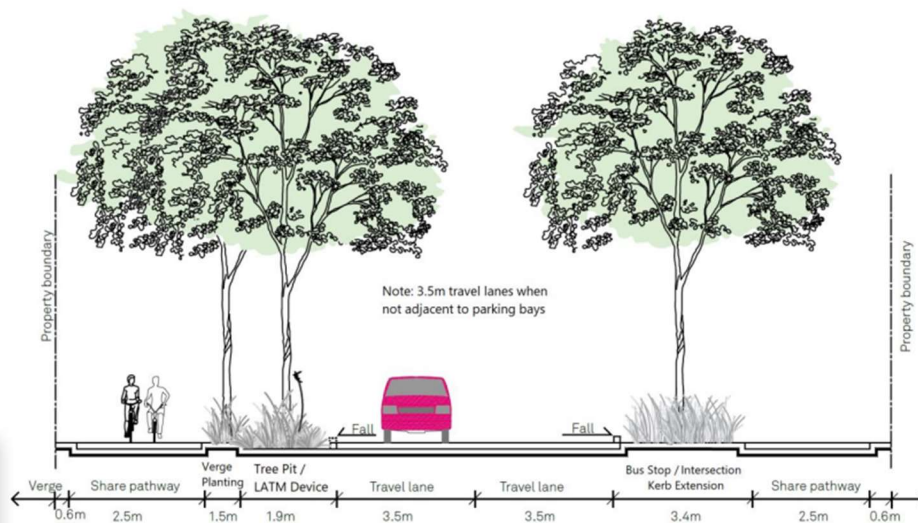 Property boundary
Property boundary
Note: 3.5m travel lanes when
not adjacent to parking bays
Fall
Fall
Verge
Share pathway
Verge
Planting
Tree Pit /
LATM Device
Travel lane
Travel lane
Bus Stop / Intersection
Kerb Extension
Share pathway
0.6m
2.5m
1.5m
1.9m
3.5m
3.5m
3.4m
2.5m
0.6m